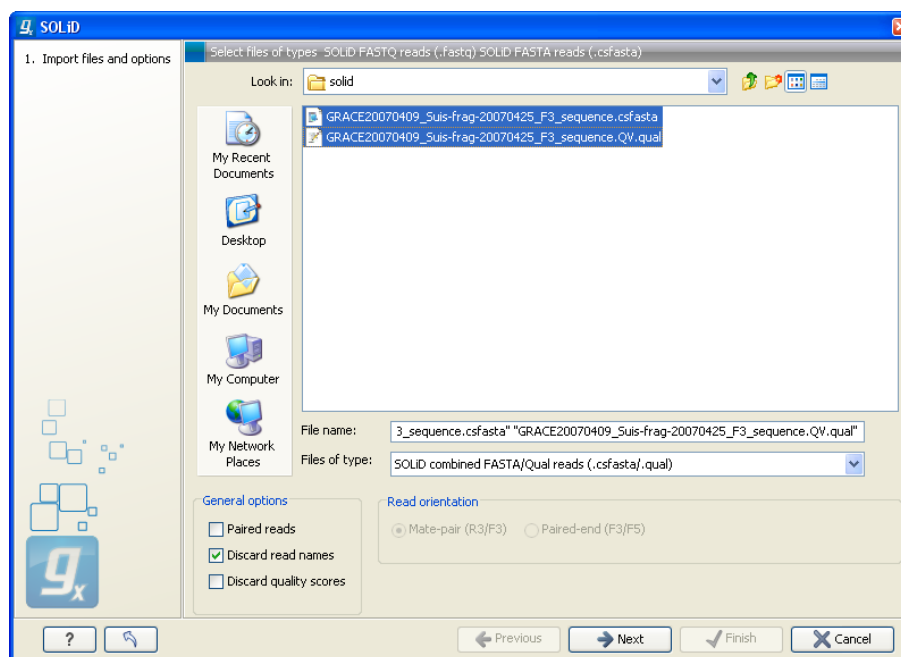 SOLiD
1. Import files and options
Select files of types SOLiD FASTQ reads (.fastq) SOLiD FASTA reads (.csfasta)
Look in:
solid
GRACE20070409_Suis-frag-20070425_F3_sequence.csfasta
GRACE20070409_Suis-frag-20070425_F3_sequence.QV.qual
My Recent
Documents
Desktop
My Documents
My Computer
My Network
Places
File name:
3_sequence.csfasta" "GRACE20070409_Suis-frag-20070425_F3_sequence.QV.qual"
Files of type:
SOLiD combined FASTA/Qual reads (.csfasta/.qual)
General options
Paired reads
Discard read names
Discard quality scores
Read orientation
Mate-pair (R3/F3)
Paired-end (F3/F5)
gx
?
Previous
Next
Finish
Cancel